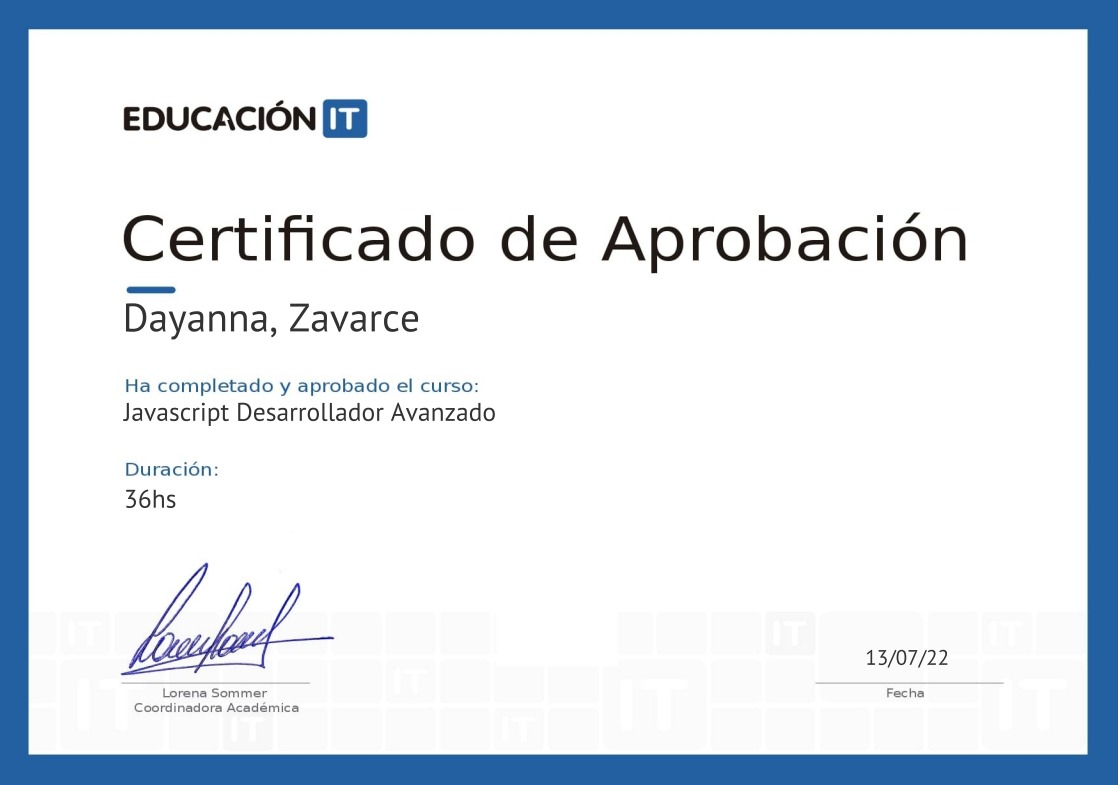 EDUCACIÓN IT
Certificado de Aprobación
Dayanna, Zavarce
Ha completado y aprobado el curso:
Javascript Desarrollador Avanzado
Duración:
36hs
Lorena Sommer
Coordinadora Académica
13/07/22
Fecha